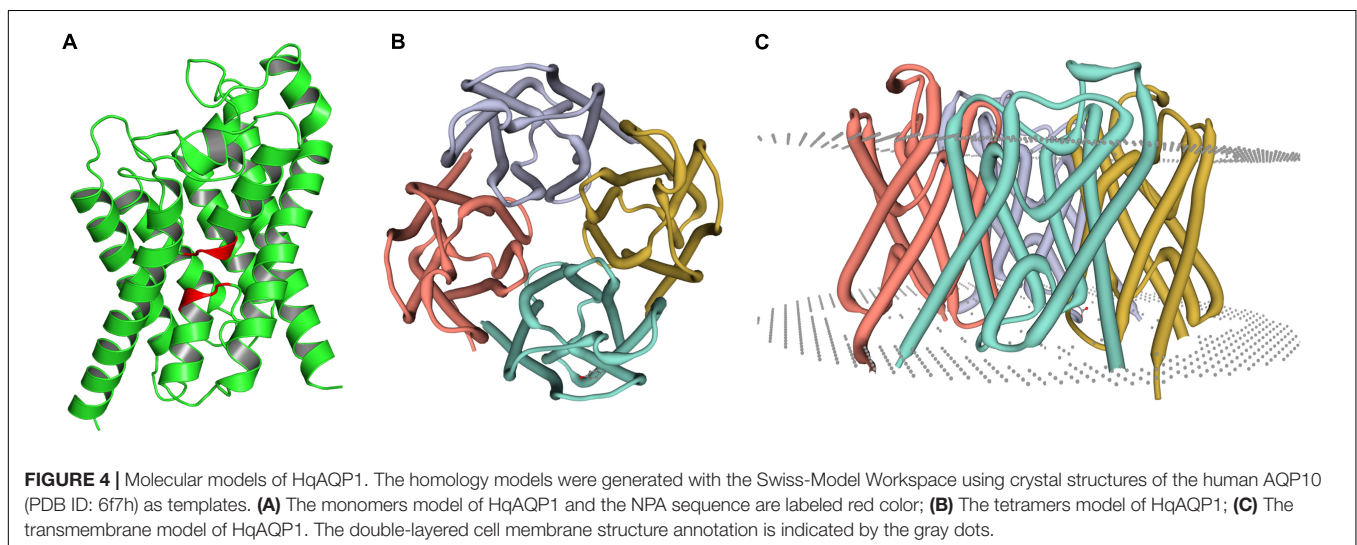 A
B
C
FIGURE 4 | Molecular models of HqAQP1. The homology models were generated with the Swiss-Model Workspace using crystal structures of the human AQP10
(PDB ID: 6f7h) as templates. (A) The monomers model of HqAQP1 and the NPA sequence are labeled red color; (B) The tetramers model of HqAQP1; (C) The
transmembrane model of HqAQP1. The double-layered cell membrane structure annotation is indicated by the gray dots.